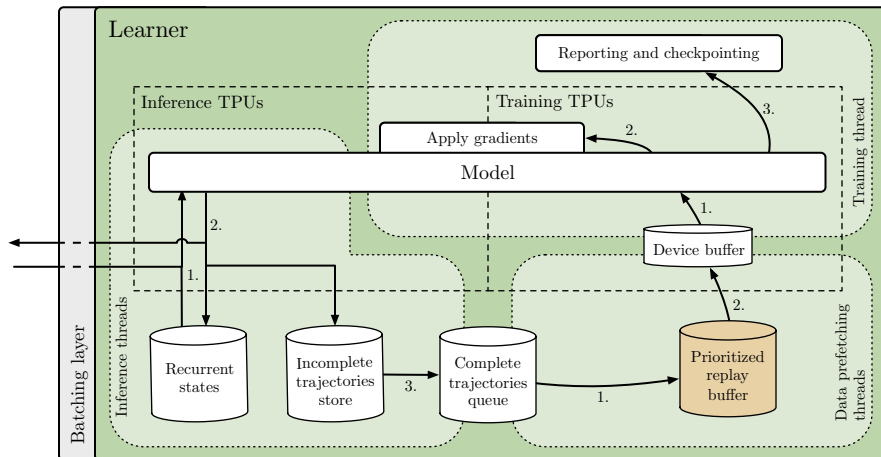 Learner
Reporting and checkpointing
Inference TPUs
Training TPUs
3.
Apply gradients
2.
Training thread
Model
1.
2.
Device buffer
1.
2.
Batching layer
Inference threads
Recurrent
states
Incomplete
trajectories
store
3.
Complete
trajectories
queue
1.
Prioritized
replay
buffer
Data prefetching
threads